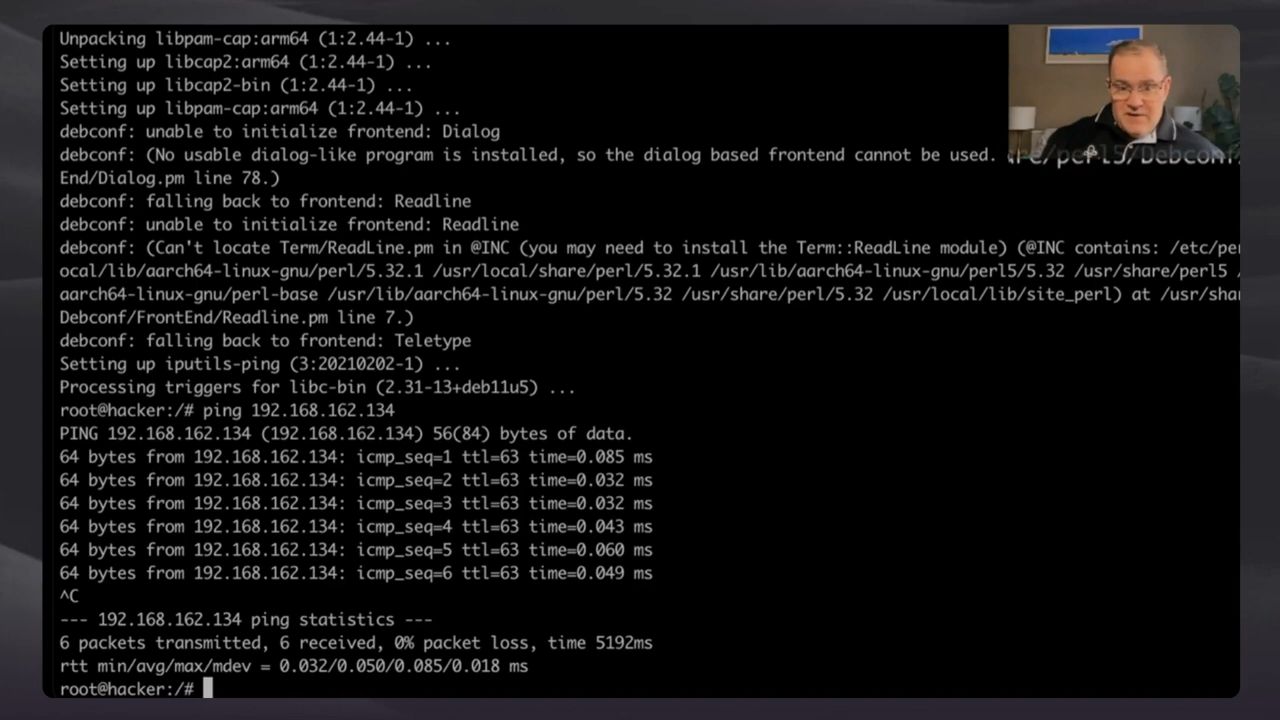 Unpacking libpam-cap:arm64 (1:2.44-1) ...
Setting up libcap2:arm64 (1:2.44-1) ...
Setting up libcap2-bin (1:2.44-1) ...
Setting up libpam-cap:arm64 (1:2.44-1) ...
debconf: unable to initialize frontend: Dialog
debconf: (No usable dialog-like program is installed, so the dialog based frontend cannot be used. re/perl5/Debconf
End/Dialog.pm line 78.)
debconf: falling back to frontend: Readline
debconf: unable to initialize frontend: Readline
debconf: (Can't locate Term/ReadLine.pm in @INC (you may need to install the Term::ReadLine module) (@INC contains: /etc/per
ocal/lib/aarch64-linux-gnu/perl/5.32.1 /usr/local/share/perl/5.32.1 /usr/lib/aarch64-linux-gnu/perl5/5.32 /usr/share/perl5 /
aarch64-linux-gnu/perl-base /usr/lib/aarch64-linux-gnu/perl/5.32 /usr/share/perl/5.32 /usr/local/lib/site_perl) at /usr/shar
Debconf/FrontEnd/Readline.pm line 7.)
debconf: falling back to frontend: Teletype
Setting up iputils-ping (3:20210202-1) ...
Processing triggers for libc-bin (2.31-13+deb11u5) ...
root@hacker:/# ping 192.168.162.134
PING 192.168.162.134 (192.168.162.134) 56(84) bytes of data.
64 bytes from 192.168.162.134: icmp_seq=1 ttl=63 time=0.085 ms
64 bytes from 192.168.162.134: icmp_seq=2 ttl=63 time=0.032 ms
64 bytes from 192.168.162.134: icmp_seq=3 ttl=63 time=0.032 ms
64 bytes from 192.168.162.134: icmp_seq=4 ttl=63 time=0.043 ms
64 bytes from 192.168.162.134: icmp_seq=5 ttl=63 time=0.060 ms
64 bytes from 192.168.162.134: icmp_seq=6 ttl=63 time=0.049 ms
^C
--- 192.168.162.134 ping statistics ---
6 packets transmitted, 6 received, 0% packet loss, time 5192ms
rtt min/avg/max/mdev = 0.032/0.050/0.085/0.018 ms
root@hacker:/#